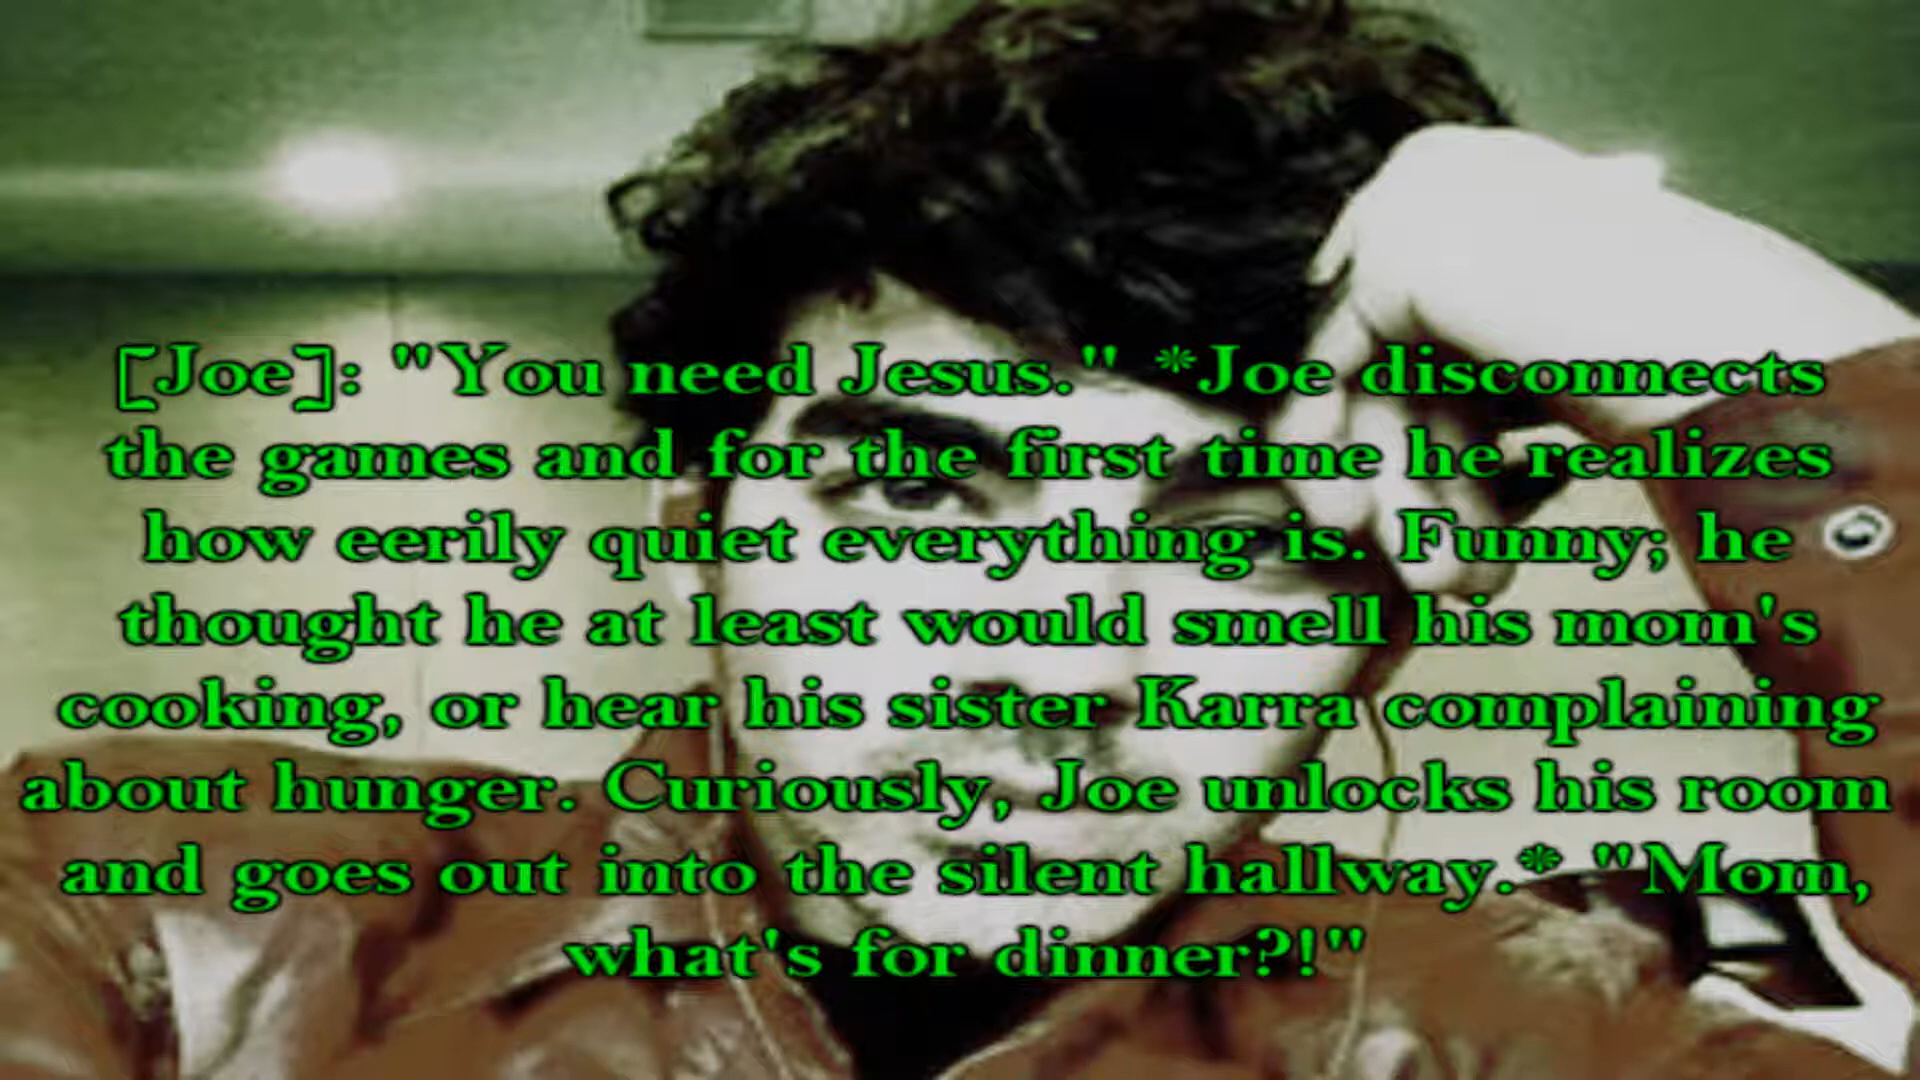 [Joe]: "You need Jesus." *Joe disconnects
the games and for the first time he realizes
how eerily quiet everything is. Funny; he
thought he at least would smell his mom's
cooking, or hear his sister Karra complaining
about hunger. Curiously, Joe unlocks his room
and goes out into the silent hallway.* "Mom,
what's for dinner?!"